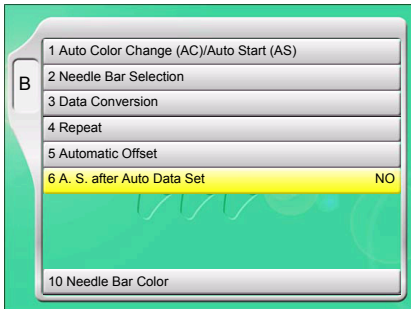 B
1 Auto Color Change (AC)/Auto Start (AS)
2 Needle Bar Selection
3 Data Conversion
4 Repeat
5 Automatic Offset
6 A. S. after Auto Data Set NO
10 Needle Bar Color